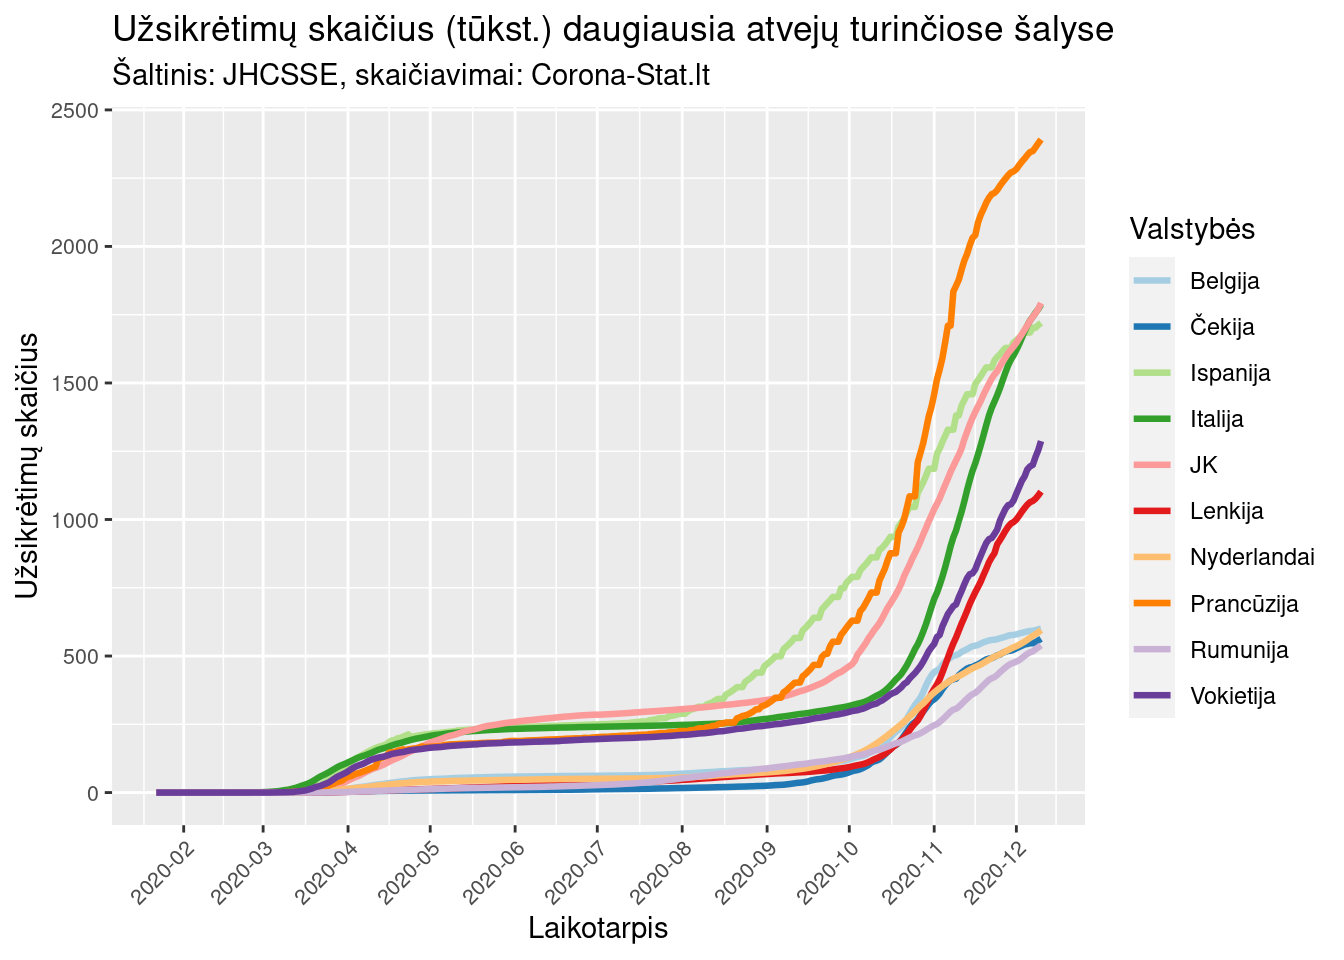 Užsikrėtimų skaičius (tūkst.) daugiausia atvejų turinčiose šalyse
Šaltinis: JHCSSE, skaičiavimai: Corona-Stat.lt
Užsikrėtimų skaičius
2500
2000
1500
1000
500
0
2020-02
2020-03
2020-04
2020-05
2020-06
2020-07
2020-08
2020-09
2020-10
2020-11
2020-12
Laikotarpis
Valstybės
Belgija
Čekija
Ispanija
Italija
JK
Lenkija
Nyderlandai
Prancūzija
Rumunija
Vokietija